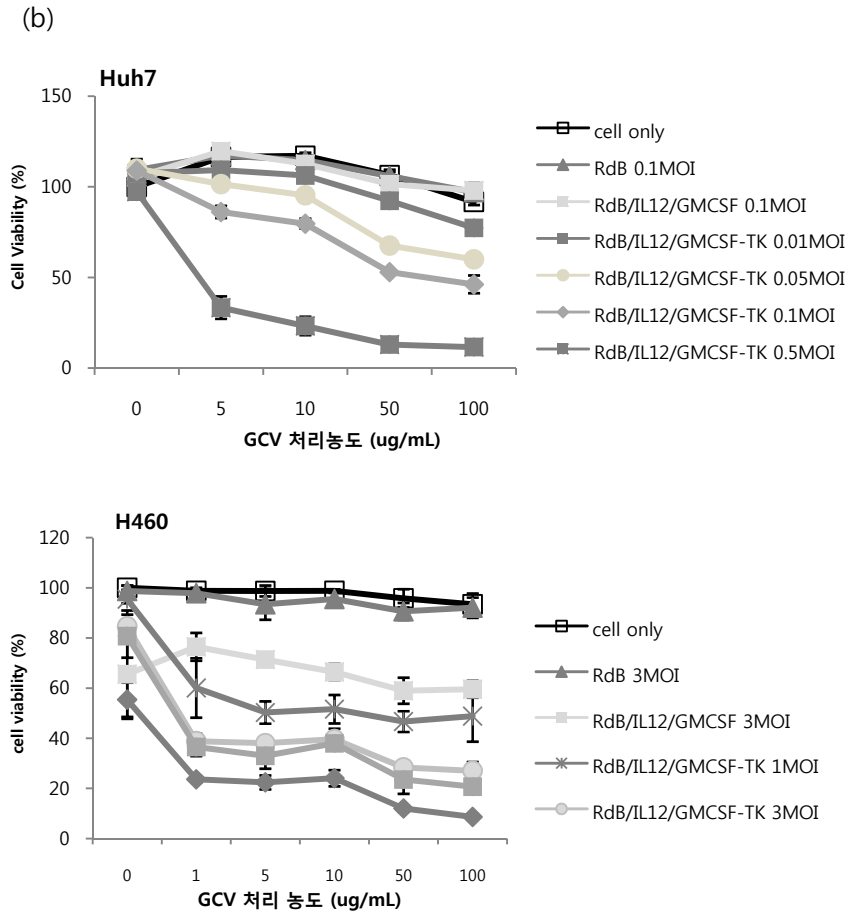 (b)
Huh7
150
100
50
0
Cell Viability (%)
0 5 10 50 100
GCV 처리농도 (ug/mL)
cell only
RdB 0.1MOI
RdB/IL12/GMCSF 0.1MOI
RdB/IL12/GMCSF-TK 0.01MOI
RdB/IL12/GMCSF-TK 0.05MOI
RdB/IL12/GMCSF-TK 0.1MOI
RdB/IL12/GMCSF-TK 0.5MOI
H460
120
100
80
60
40
20
0
cell viability (%)
0 1 5 10 50 100
GCV 처리 농도 (ug/mL)
cell only
RdB 3MOI
RdB/IL12/GMCSF 3MOI
RdB/IL12/GMCSF-TK 1MOI
RdB/IL12/GMCSF-TK 3MOI